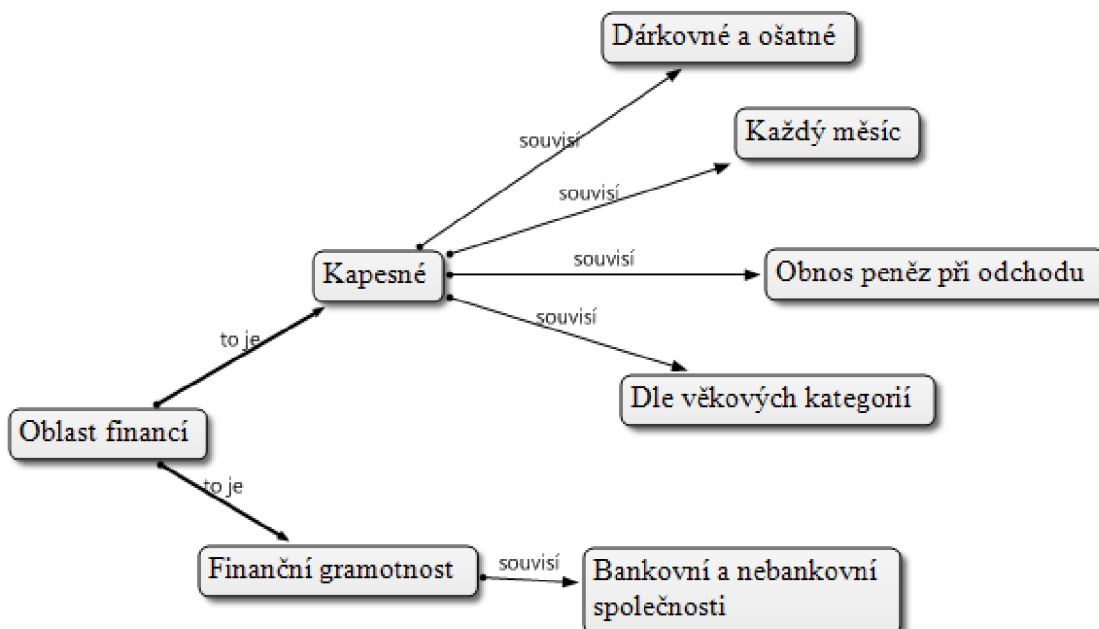 Dárkovné a ošatné
souvisí
Každý měsíc
souvisí
Kapesné
souvisí
Obnos peněz při odchodu
souvisí
to je
Dle věkových kategorií
Oblast financí
to je
Finanční gramotnost
souvisí
Bankovní a nebankovní
společnosti